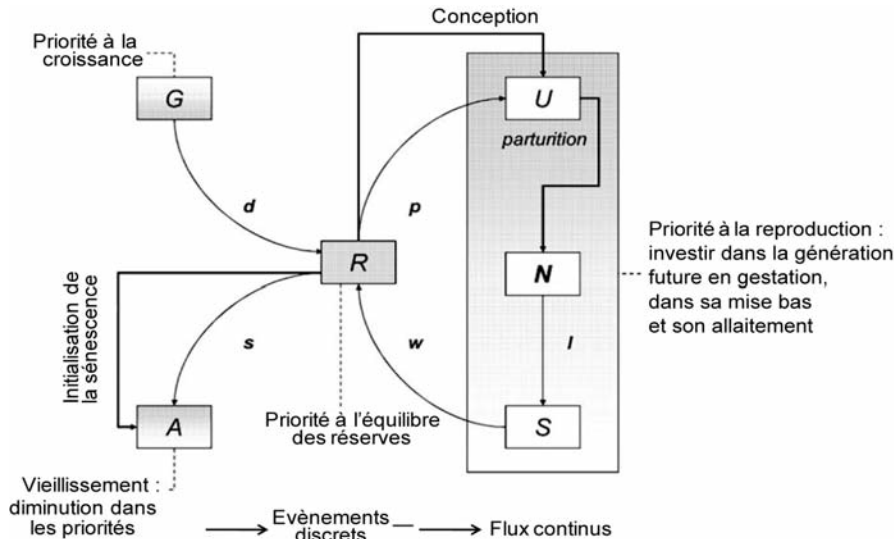 Conception
Priorité à la
croissance
G
U
parturition
d
p
Priorité à la reproduction :
investir dans la génération
future en gestation,
dans sa mise bas
et son allaitement
R
N
Initialisation de
la sénescence
s
w
l
A
Priorité à l'équilibre
des réserves
S
Vieillissement :
diminution dans
les priorités
Evènements
discrets
Flux continus